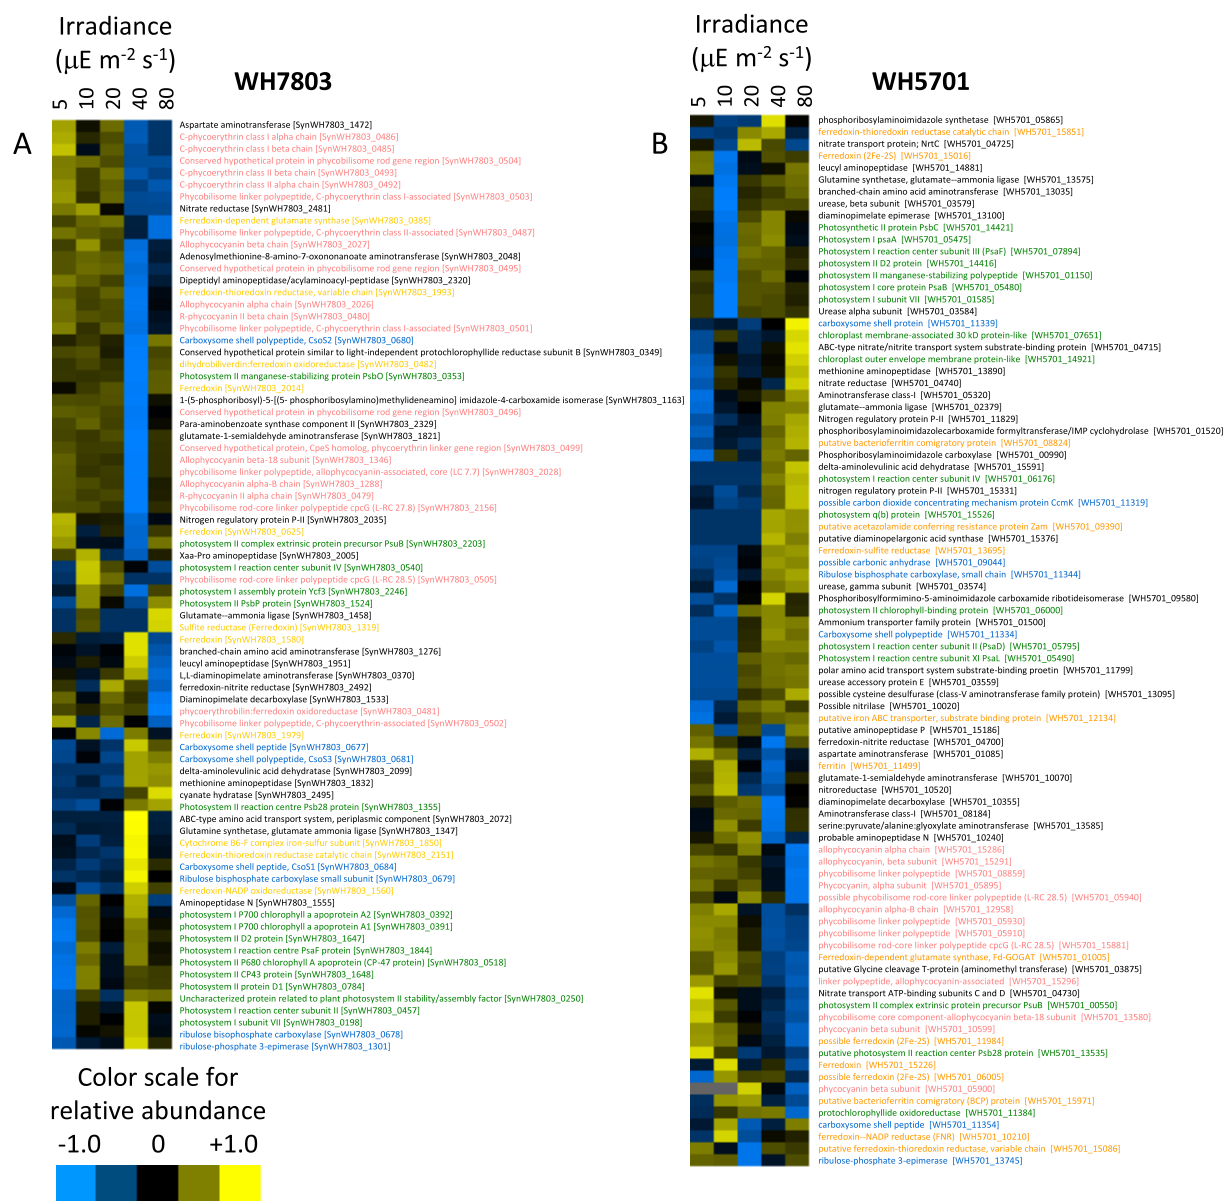 Irradiance
(µE m-2 s-1)
WH7803
5 10 20 40 80
A
Aspartate aminotransferase [SynWH7803_1472]
C-phycoerythrin class I alpha chain [SynWH7803_0486]
C-phycoerythrin class I beta chain [SynWH7803_0485]
Conserved hypothetical protein in phycobilisome rod gene region [SynWH7803_0504]
C-phycoerythrin class II beta chain [SynWH7803_0493]
C-phycoerythrin class II alpha chain [SynWH7803_0492]
Phycobilisome linker polypeptide, C-phycoerythrin class I-associated [SynWH7803_0503]
Nitrate reductase [SynWH7803_2481]
Ferredoxin-dependent glutamate synthase [SynWH7803_0385]
Phycobilisome linker polypeptide, C-phycoerythrin class II-associated [SynWH7803_0487]
Allophycocyanin beta chain [SynWH7803_2027]
Adenosylmethionine-8-amino-7-oxononanoate aminotransferase [SynWH7803_2048]
Conserved hypothetical protein in phycobilisome rod gene region [SynWH7803_0495]
Dipeptidyl aminopeptidase/acylaminoacyl-peptidase [SynWH7803_2320]
Ferredoxin-thioredoxin reductase, variable chain [SynWH7803_1993]
Allophycocyanin alpha chain [SynWH7803_2026]
R-phycocyanin II beta chain [SynWH7803_0480]
Phycobilisome linker polypeptide, C-phycoerythrin class I-associated [SynWH7803_0501]
Carboxysome shell polypeptide, CsoS2 [SynWH7803_0680]
Conserved hypothetical protein similar to light-independent protochlorophyllide reductase subunit B [SynWH7803_0349]
dihydrobiliverdin:ferredoxin oxidoreductase [SynWH7803_0482]
Photosystem II manganese-stabilizing protein PsbO [SynWH7803_0353]
Ferredoxin [SynWH7803_2014]
1-(5-phosphoribosyl)-5-[(5- phosphoribosylamino)methylideneamino] imidazole-4-carboxamide isomerase [SynWH7803_1163]
Conserved hypothetical protein in phycobilisome rod gene region [SynWH7803_0496]
Para-aminobenzoate synthase component II [SynWH7803_2329]
glutamate-1-semialdehyde aminotransferase [SynWH7803_1821]
Conserved hypothetical protein, CpeS homolog, phycoerythrin linker gene region [SynWH7803_0499]
Allophycocyanin beta-18 subunit [SynWH7803_1346]
phycobilisome linker polypeptide, allophycocyanin-associated, core (LC 7.7) [SynWH7803_2028]
Allophycocyanin alpha-B chain [SynWH7803_1288]
R-phycocyanin II alpha chain [SynWH7803_0479]
Phycobilisome rod-core linker polypeptide cpcG (L-RC 27.8) [SynWH7803_2156]
Nitrogen regulatory protein P-II [SynWH7803_2035]
Ferredoxin [SynWH7803_0625]
photosystem II complex extrinsic protein precursor PsuB [SynWH7803_2203]
Xaa-Pro aminopeptidase [SynWH7803_2005]
photosystem I reaction center subunit IV [SynWH7803_0540]
Phycobilisome rod-core linker polypeptide cpcG (L-RC 28.5) [SynWH7803_0505]
photosystem I assembly protein Ycf3 [SynWH7803_2246]
Photosystem II PsbP protein [SynWH7803_1524]
Glutamate--ammonia ligase [SynWH7803_1458]
Sulfite reductase (Ferredoxin) [SynWH7803_1319]
Ferredoxin [SynWH7803_1580]
branched-chain amino acid aminotransferase [SynWH7803_1276]
leucyl aminopeptidase [SynWH7803_1951]
L,L-diaminopimelate aminotransferase [SynWH7803_0370]
ferredoxin-nitrite reductase [SynWH7803_2492]
Diaminopimelate decarboxylase [SynWH7803_1533]
phycoerythrobilin:ferredoxin oxidoreductase [SynWH7803_0481]
Phycobilisome linker polypeptide, C-phycoerythrin-associated [SynWH7803_0502]
Ferredoxin [SynWH7803_1979]
Carboxysome shell peptide [SynWH7803_0677]
Carboxysome shell polypeptide, CsoS3 [SynWH7803_0681]
delta-aminolevulinic acid dehydratase [SynWH7803_2099]
methionine aminopeptidase [SynWH7803_1832]
cyanate hydratase [SynWH7803_2495]
Photosystem II reaction centre Psb28 protein [SynWH7803_1355]
ABC-type amino acid transport system, periplasmic component [SynWH7803_2072]
Glutamine synthetase, glutamate ammonia ligase [SynWH7803_1347]
Cytochrome B6-F complex iron-sulfur subunit [SynWH7803_1850]
Ferredoxin-thioredoxin reductase catalytic chain [SynWH7803_2151]
Carboxysome shell peptide, CsoS1 [SynWH7803_0684]
Ribulose bisphosphate carboxylase small subunit [SynWH7803_0679]
Ferredoxin-NADP oxidoreductase [SynWH7803_1560]
Aminopeptidase N [SynWH7803_1555]
photosystem I P700 chlorophyll a apoprotein A2 [SynWH7803_0392]
photosystem I P700 chlorophyll a apoprotein A1 [SynWH7803_0391]
Photosystem II D2 protein [SynWH7803_1647]
Photosystem I reaction centre PsaF protein [SynWH7803_1844]
Photosystem II P680 chlorophyll A apoprotein (CP-47 protein) [SynWH7803_0518]
Photosystem II CP43 protein [SynWH7803_1648]
Photosystem II protein D1 [SynWH7803_0784]
Uncharacterized protein related to plant photosystem II stability/assembly factor [SynWH7803_0250]
Photosystem I reaction center subunit II [SynWH7803_0457]
photosystem I subunit VII [SynWH7803_0198]
ribulose bisophosphate carboxylase [SynWH7803_0678]
ribulose-phosphate 3-epimerase [SynWH7803_1301]
Color scale for
relative abundance
-1.0 0 +1.0
Irradiance
(µE m-2 s-1)
WH5701
5 10 20 40 80
B
phosphoribosylaminoimidazole synthetase [WH5701_05865]
ferredoxin-thioredoxin reductase catalytic chain [WH5701_15851]
nitrate transport protein; NrtC [WH5701_04725]
Ferredoxin (2Fe-2S) [WH5701_15016]
leucyl aminopeptidase [WH5701_14881]
Glutamine synthetase, glutamate--ammonia ligase [WH5701_13575]
branched-chain amino aminotransferase [WH5701_13035]
urease, beta subunit [WH5701_03579]
diaminopimelate epimerase [WH5701_13100]
Photosynthetic II protein PsbC [WH5701_14421]
Photosystem I psaA [WH5701_05475]
Photosystem I reaction center subunit III (PsaF) [WH5701_07894]
photosystem II D2 protein [WH5701_14416]
photosystem II manganese-stabilizing polypeptide [WH5701_01150]
photosystem I core protein PsaB [WH5701_05480]
photosystem I subunit VII [WH5701_01585]
Urease alpha subunit [WH5701_03584]
carboxysome shell protein [WH5701_11339]
chloroplast membrane-associated 30 kD protein-like [WH5701_07651]
ABC-type nitrate/nitrite transport system substrate-binding protein [WH5701_04715]
chloroplast outer envelope membrane protein-like [WH5701_14921]
methionine aminopeptidase [WH5701_13890]
nitrate reductase [WH5701_04740]
Aminotransferase class-I [WH5701_05320]
glutamate--ammonia ligase [WH5701_02379]
Nitrogen regulatory protein P-II [WH5701_11829]
phosphoribosylaminoimidazolecarboxamide formyltransferase/IMP cyclohydrolase [WH5701_01520]
putative bacterioferritin comigratory protein [WH5701_08824]
Phosphoribosylaminoimidazole carboxylase [WH5701_00990]
delta-aminolevulinic acid dehydratase [WH5701_15591]
photosystem I reaction center subunit IV [WH5701_06176]
nitrogen regulatory protein P-II [WH5701_15331]
possible carbon dioxide concentrating mechanism protein CcmK [WH5701_11319]
photosystem q(b) protein [WH5701_15526]
putative acetazolamide conferring resistance protein Zam [WH5701_09390]
putative diaminopelargonic acid synthase [WH5701_15376]
Ferredoxin-sulfite reductase [WH5701_13695]
possible carbonic anhydrase [WH5701_09044]
Ribulose bisphosphate carboxylase, small chain [WH5701_11344]
urease, gamma subunit [WH5701_03574]
Phosphoribosylformimino-5-aminoimidazole carboxamide ribotideisomerase [WH5701_09580]
photosystem II chlorophyll-binding protein [WH5701_06000]
Ammonium transporter family protein [WH5701_01500]
Carboxysome shell polypeptide [WH5701_11334]
photosystem I reaction center subunit II (PsaD) [WH5701_05795]
Photosystem I reaction centre subunit XI PsaL [WH5701_05490]
polar amino acid transport system substrate-binding proetin [WH5701_11799]
urease accessory protein E [WH5701_03559]
possible cysteine desulfurase (class-V aminotransferase family protein) [WH5701_13095]
Possible nitrilase [WH5701_10020]
putative iron ABC transporter, substrate binding protein [WH5701_12134]
putative aminopeptidase P [WH5701_15186]
ferredoxin-nitrite reductase [WH5701_04700]
aspartate aminotransferase [WH5701_01085]
ferritin [WH5701_11499]
glutamate-1-semialdehyde aminotransferase [WH5701_10070]
nitroreductase [WH5701_10520]
diaminopimelate decarboxylase [WH5701_10355]
Aminotransferase class-I [WH5701_08184]
serine:pyruvate/alanine:glyoxylate aminotransferase [WH5701_13585]
probable aminopeptidase N [WH5701_10240]
allophycocyanin alpha chain [WH5701_15286]
allophycocyanin, beta subunit [WH5701_15291]
phycobilisome linker polypeptide [WH5701_08859]
Phycocyanin, alpha subunit [WH5701_05895]
possible phycobilisome rod-core linker polypeptide (L-RC 28.5) [WH5701_05940]
allophycocyanin alpha-B chain [WH5701_12958]
phycobilisome linker polypeptide [WH5701_05930]
phycobilisome linker polypeptide [WH5701_05910]
phycobilisome rod-core linker polypeptide cpcG (L-RC 28.5) [WH5701_15881]
Ferredoxin-dependent glutamate synthase, Fd-GOGAT [WH5701_01005]
putative Glycine cleavage T-protein (aminomethyl transferase) [WH5701_03875]
linker polypeptide, allophycocyanin-associated [WH5701_15296]
Nitrate transport ATP-binding subunits C and D [WH5701_04730]
photosystem II complex extrinsic protein precursor PsuB [WH5701_00550]
phycobilisome core component-allophycocyanin beta-18 subunit [WH5701_13580]
phycocyanin beta subunit [WH5701_10599]
possible ferredoxin (2Fe-2S) [WH5701_11984]
putative photosystem II reaction center Psb28 protein [WH5701_13535]
Ferredoxin [WH5701_15226]
possible ferredoxin (2Fe-2S) [WH5701_06005]
phycocyanin beta subunit [WH5701_05900]
putative bacterioferritin comigratory (BCP) protein [WH5701_15971]
protochlorophyllide oxidoreductase [WH5701_11384]
carboxysome shell peptide [WH5701_11354]
ferredoxin--NADP reductase (FNR) [WH5701_10210]
putative ferredoxin-thioredoxin reductase, variable chain [WH5701_15086]
ribulose-phosphate 3-epimerase [WH5701_13745]